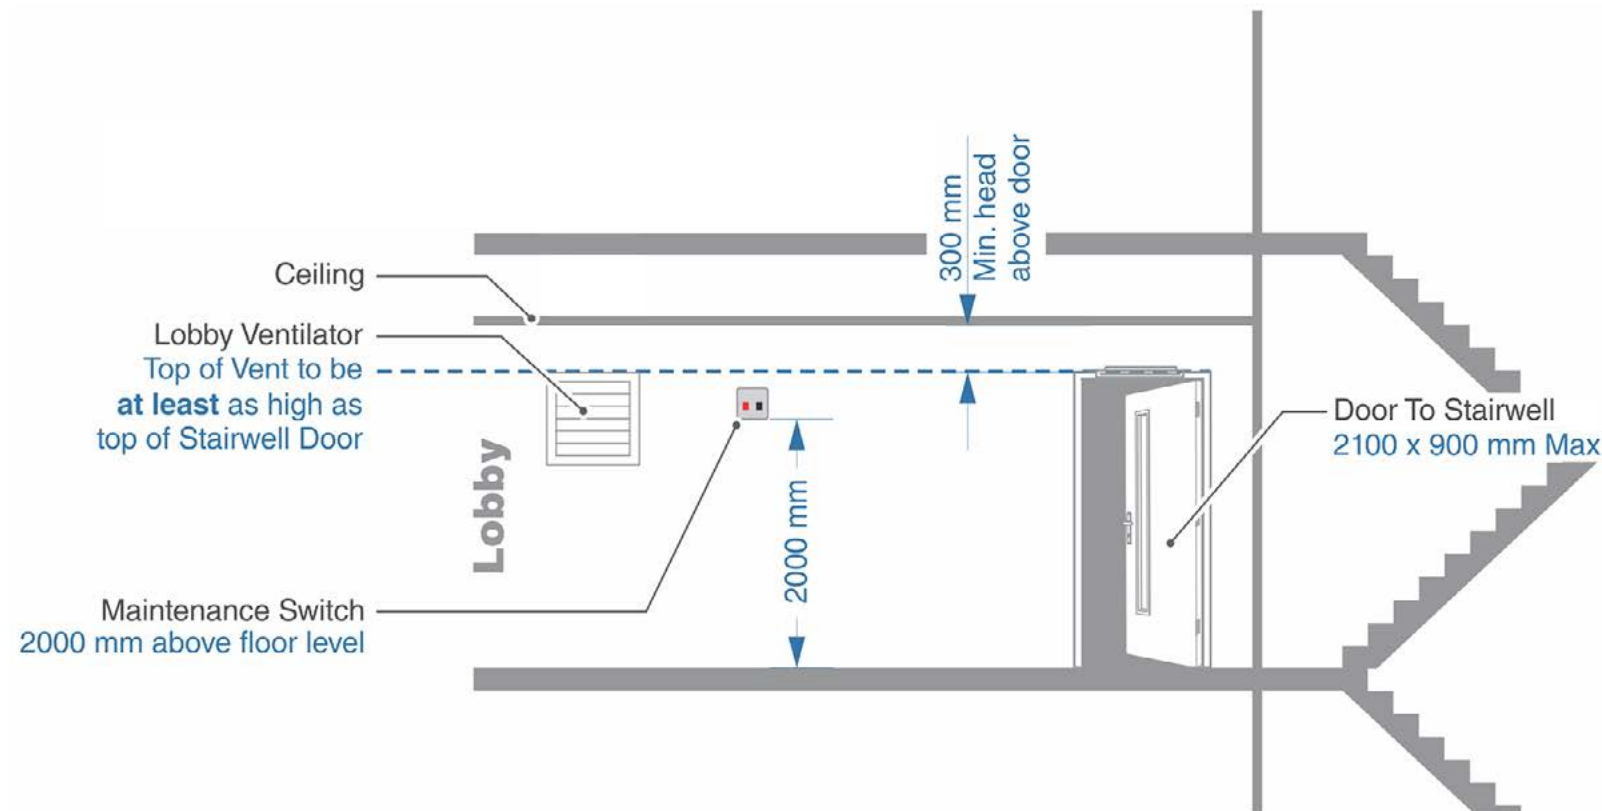 300 mm
Min. head
above door
Ceiling
Lobby Ventilator
Top of Vent to be
at least as high as
top of Stairwell Door
Door To Stairwell
2100 x 900 mm Max
Lobby
2000 mm
Maintenance Switch
2000 mm above floor level